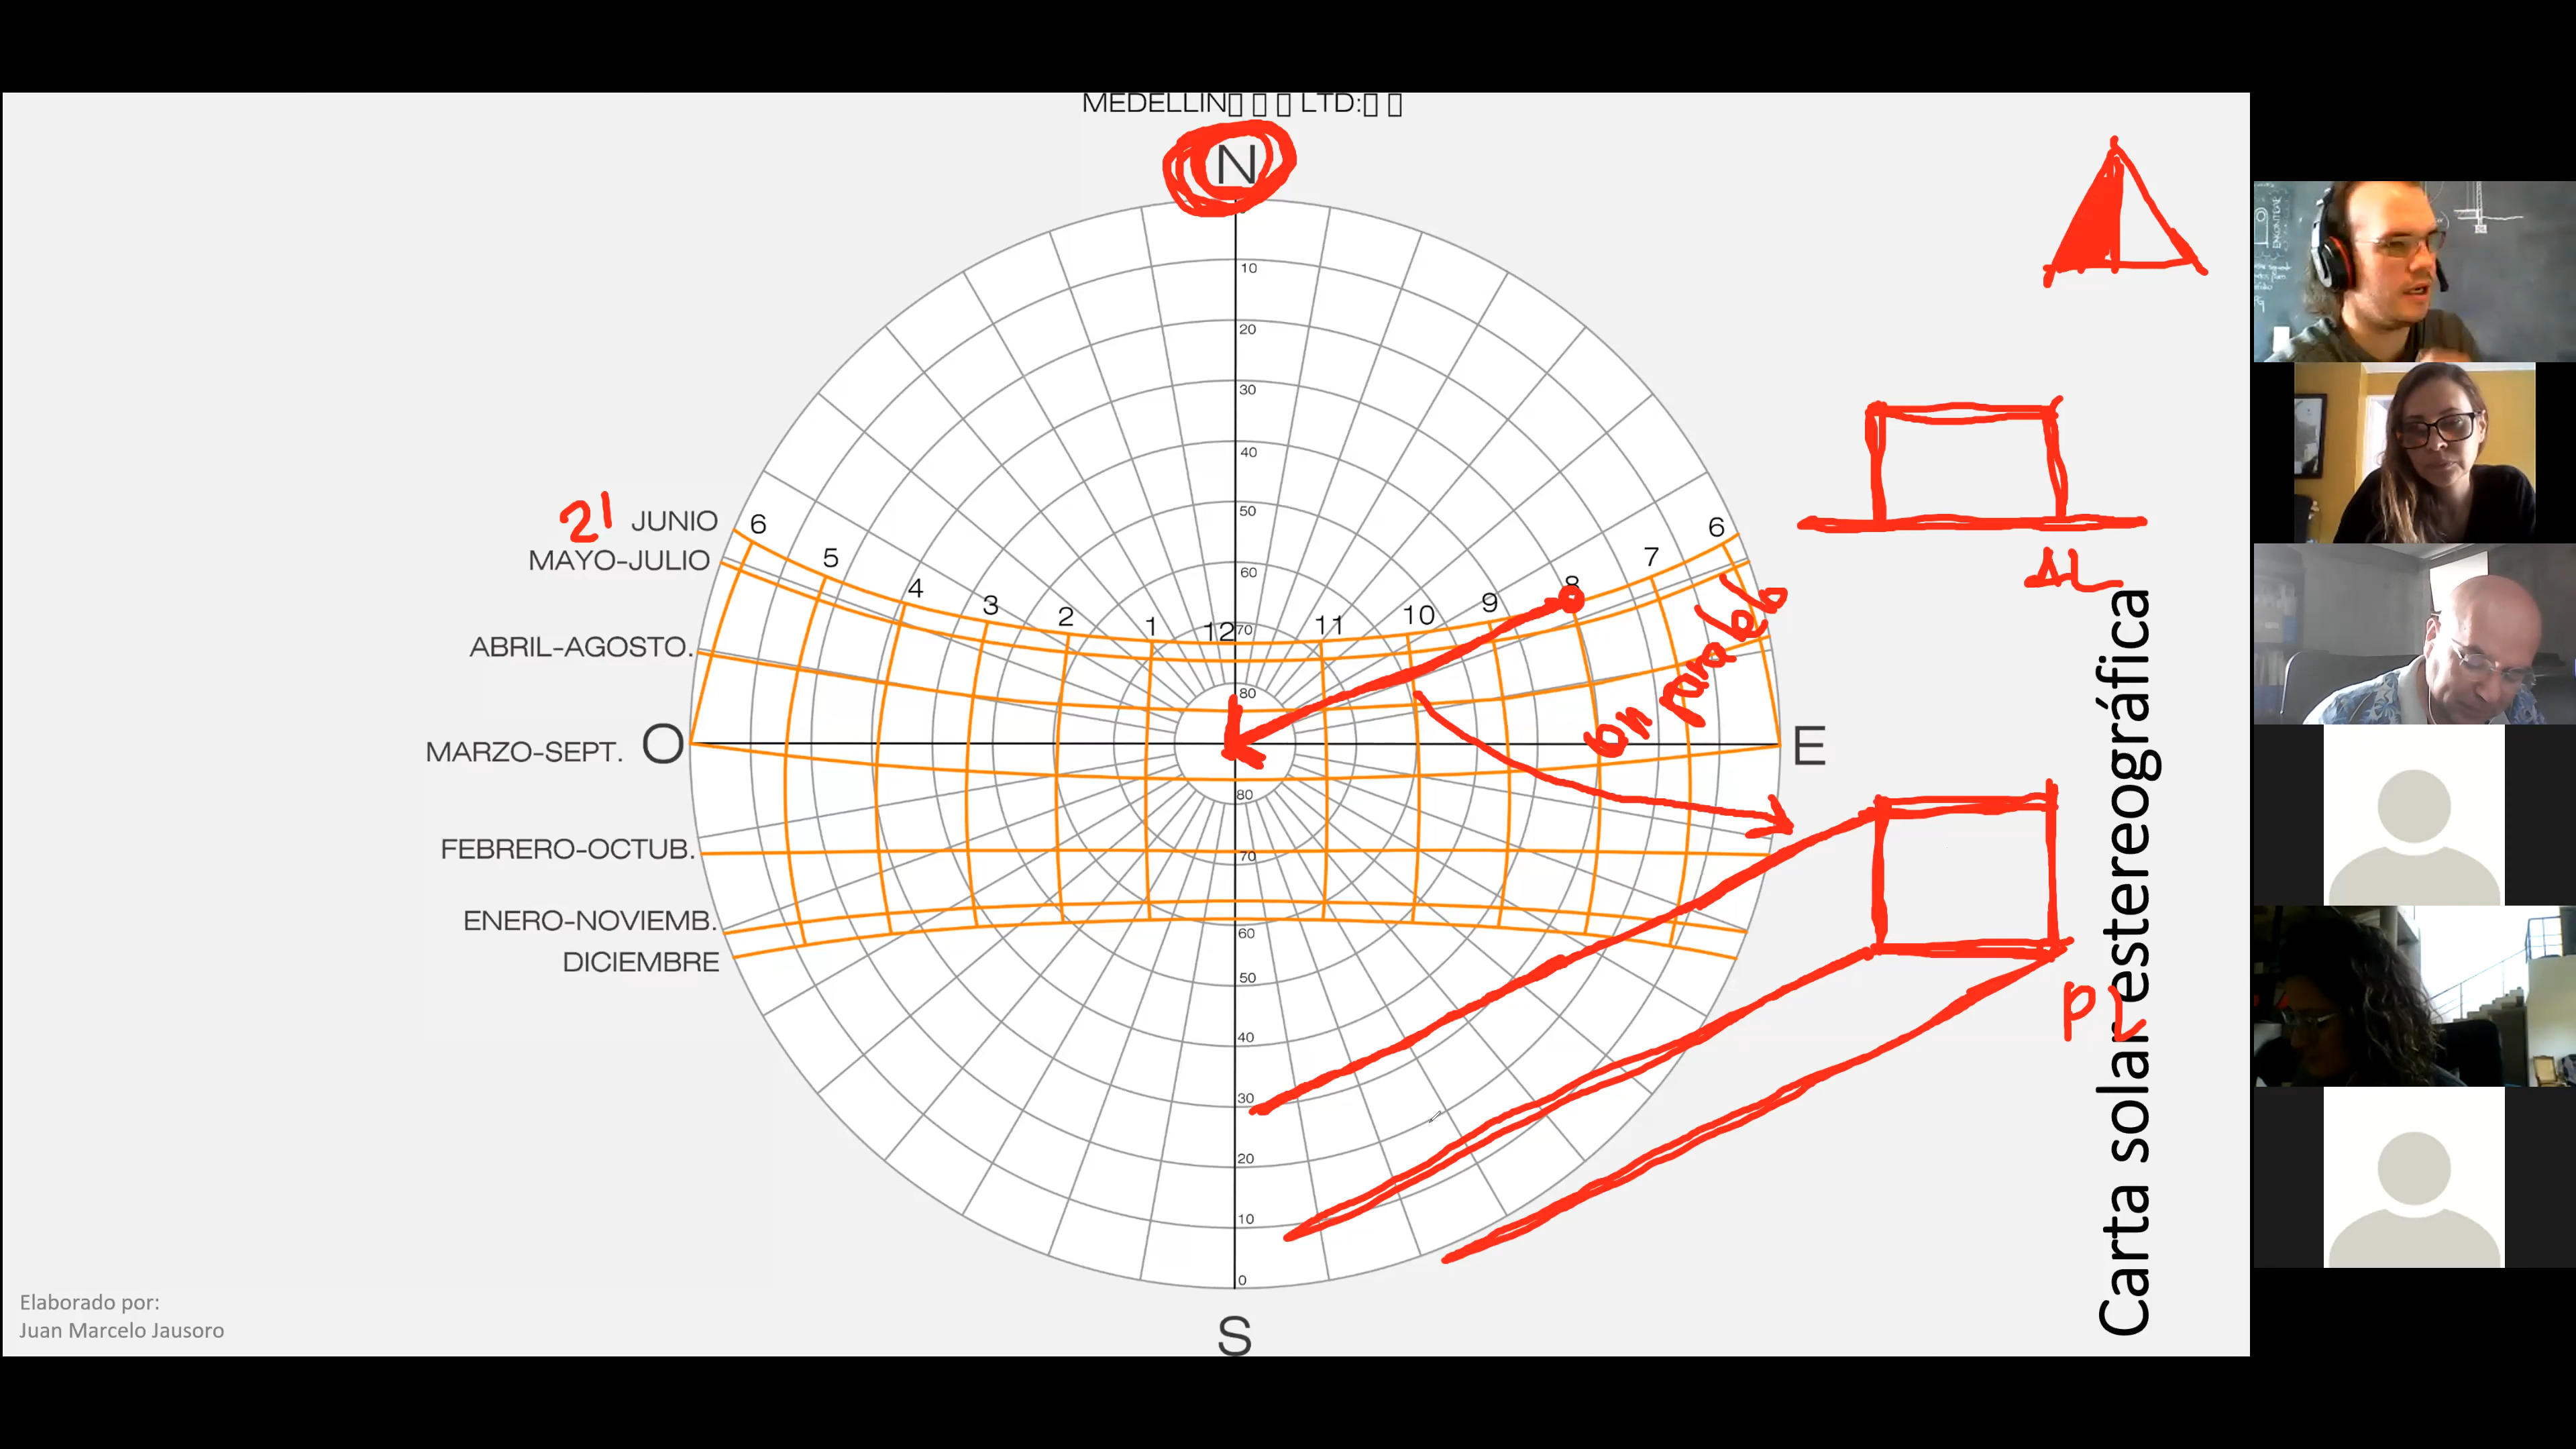 MEDELLIN▯ ▯ ▯ LTD:▯ ▯
N
10
20
30
40
50
60
70
80
21 JUNIO
MAYO-JULIO
ABRIL-AGOSTO.
MARZO-SEPT.
FEBRERO-OCTUB.
ENERO-NOVIEMB.
DICIEMBRE
6
5
4
3
2
1
12
11
10
9
8
7
6
O
E
80
70
60
50
40
30
20
10
0
S
AL
PL
Carta solar estereográfica
Elaborado por:
Juan Marcelo Jausoro